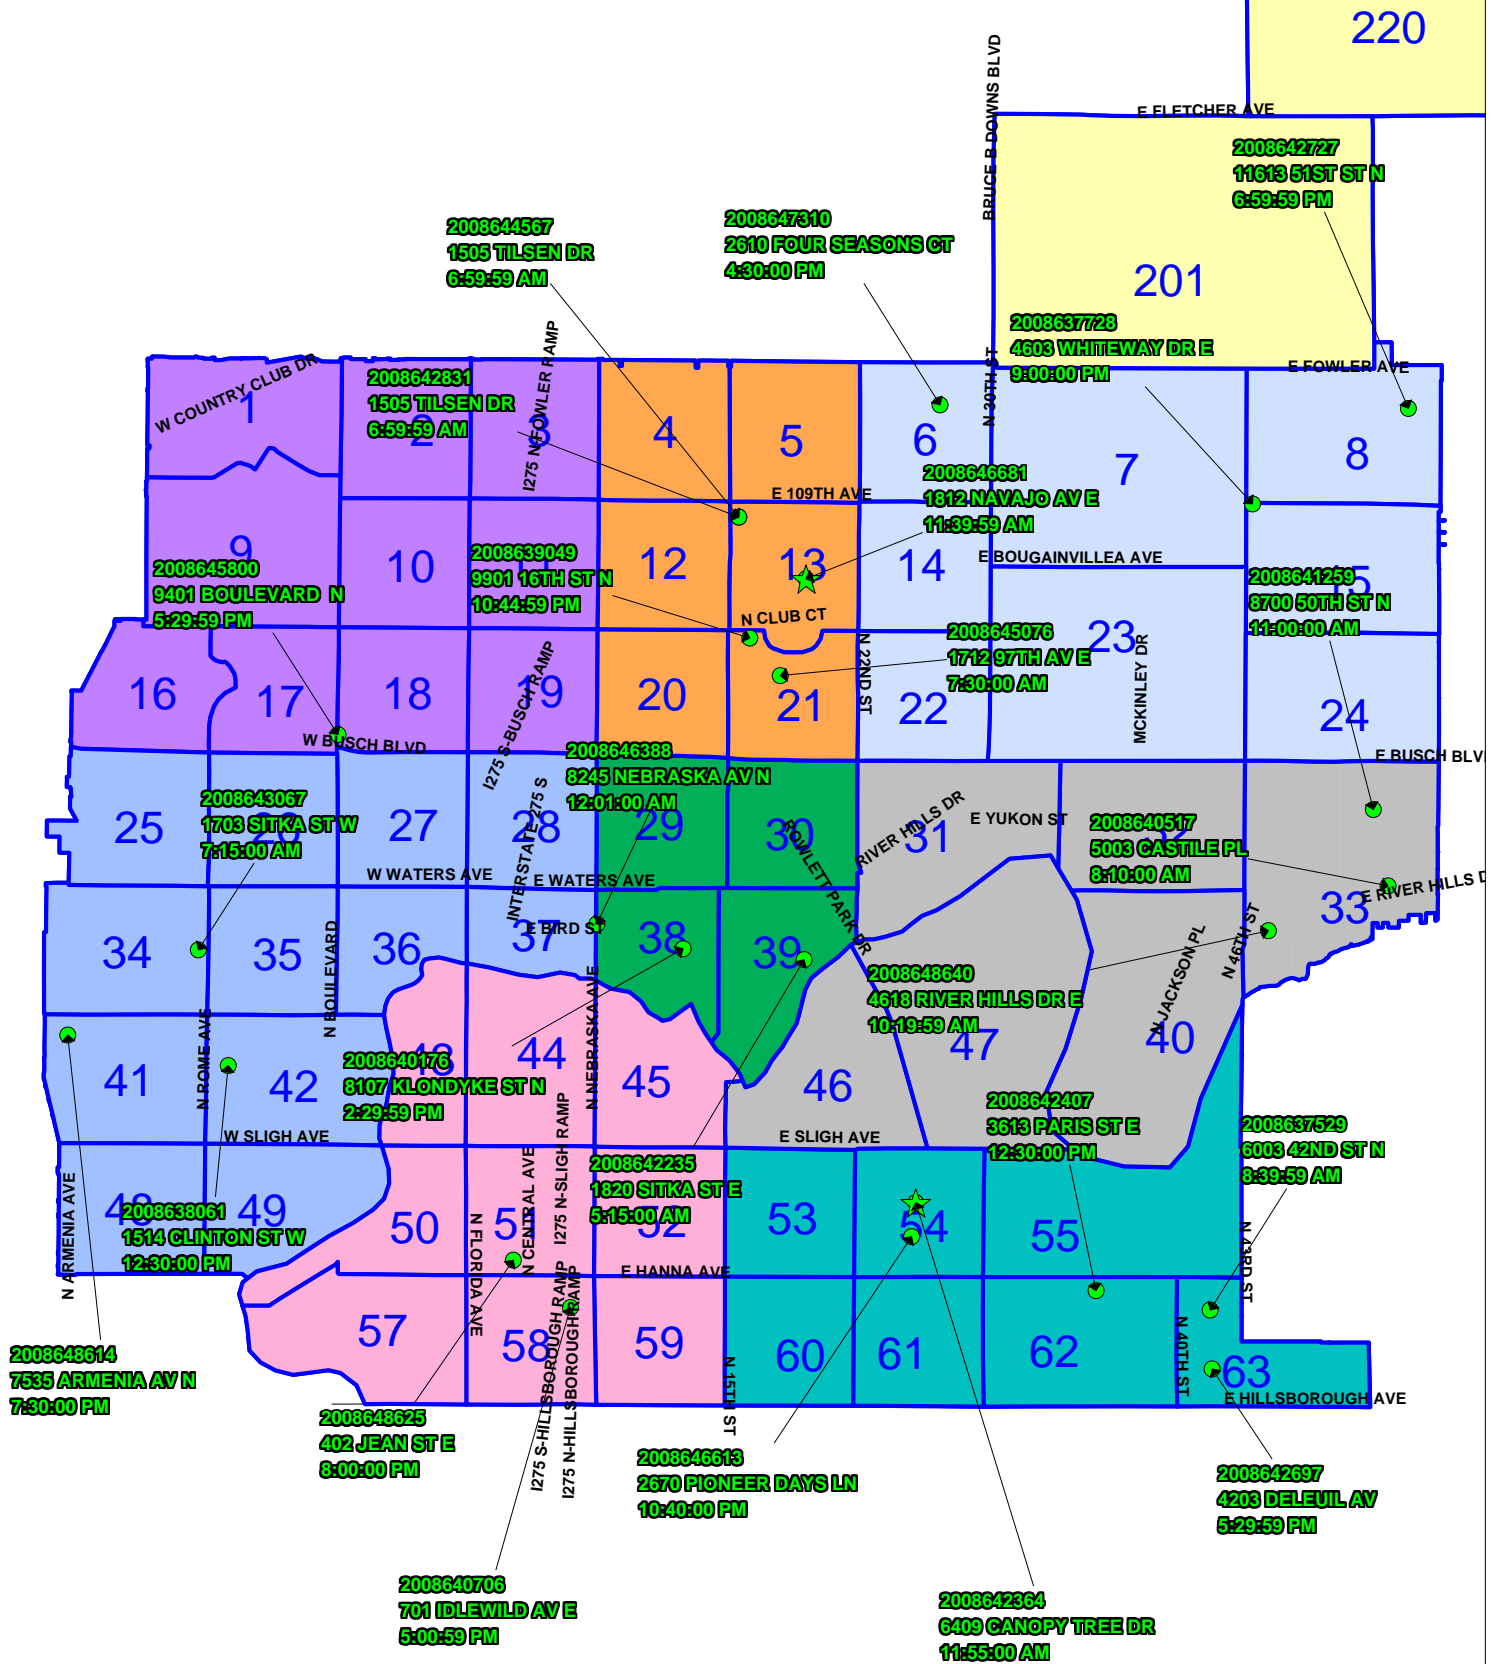 220
BRUCE B DOWNS BLVD
E FLETCHER AVE
2008642727
11613 51ST ST N
6:59:59 PM
2008644567
1505 TILSEN DR
6:59:59 AM
2008647310
2610 FOUR SEASONS CT
4:30:00 PM
201
2008637728
4603 WHITEWAY DR E
9:00:00 PM
E FOWLER AVE
N 30TH ST
W COUNTRY CLUB DR
1
2008642831
1505 TILSEN DR
6:59:59 AM
2
3
I275 N-FOWLER RAMP
4
5
6
7
8
E 109TH AVE
2008646681
1812 NAVAJO AV E
11:39:59 AM
9
10
11
12
13
14
E BOUGAINVILLEA AVE
15
2008645800
9401 BOULEVARD N
5:29:59 PM
2008639049
9901 16TH ST N
10:44:59 PM
2008641259
8700 50TH ST N
11:00:00 AM
N CLUB CT
2008645076
1712 97TH AV E
7:30:00 AM
23
MCKINLEY DR
16
17
18
19
I275 S-BUSCH RAMP
20
21
N 22ND ST
22
24
W BUSCH BLVD
E BUSCH BLV
2008646388
8245 NEBRASKA AV N
12:01:00 AM
2008643067
1703 SITKA ST W
7:15:00 AM
25
26
27
28
INTERSTATE 275 S
29
30
ROWLETT PARK DR
RIVER HILLS DR
31
E YUKON ST
32
2008640517
5003 CASTILE PL
8:10:00 AM
W WATERS AVE
E WATERS AVE
E RIVER HILLS D
33
34
35
N BOULEVARD
36
37
E BIRD ST
38
39
2008648640
4618 RIVER HILLS DR E
10:19:59 AM
N JACKSON PL
N 46TH ST
40
41
N ROME AVE
42
43
2008640176
8107 KLONDYKE ST N
2:29:59 PM
44
N NEBRASKA AVE
45
46
47
2008642407
3613 PARIS ST E
12:30:00 PM
2008637529
6003 42ND ST N
8:39:59 AM
W SLIGH AVE
E SLIGH AVE
N ARMENIA AVE
48
49
2008638061
1514 CLINTON ST W
12:30:00 PM
50
N FLORIDA AVE
51
N CENTRAL AVE
I275 N-SLIGH RAMP
2008642235
1820 SITKA ST E
5:15:00 AM
52
53
54
55
N 43RD ST
E HANNA AVE
57
58
I275 S-HILLSBOROUGH RAMP
I275 N-HILLSBOROUGH RAMP
59
N 15TH ST
60
61
62
N 40TH ST
63
E HILLSBOROUGH AVE
2008648614
7535 ARMENIA AV N
7:30:00 PM
2008648625
402 JEAN ST E
8:00:00 PM
2008646613
2670 PIONEER DAYS LN
10:40:00 PM
2008642697
4203 DELEUIL AV
5:29:59 PM
2008640706
701 IDLEWILD AV E
5:00:59 PM
2008642364
6409 CANOPY TREE DR
11:55:00 AM